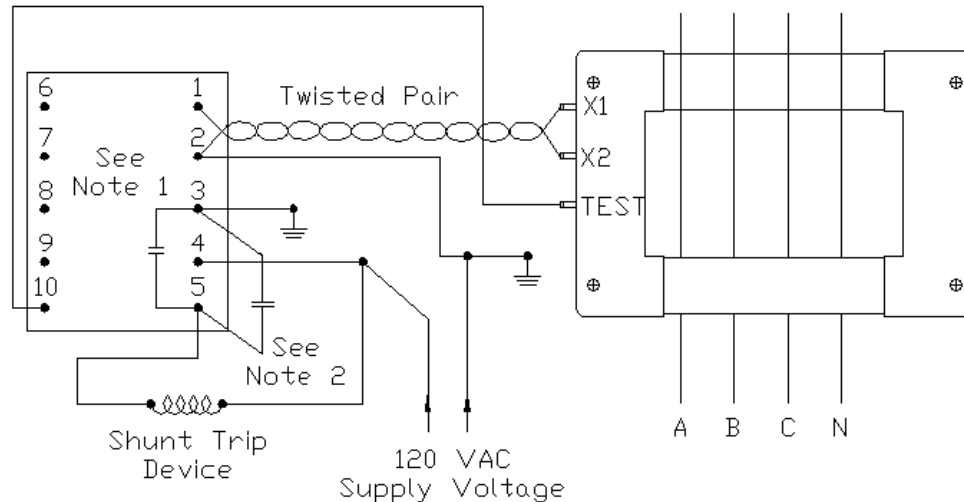 6
1
Twisted Pair
X1
7
2
X2
See
Note 1
8
3
TEST
9
4
10
5
See
Note 2
Shunt Trip
Device
120 VAC
Supply Voltage
A B C N